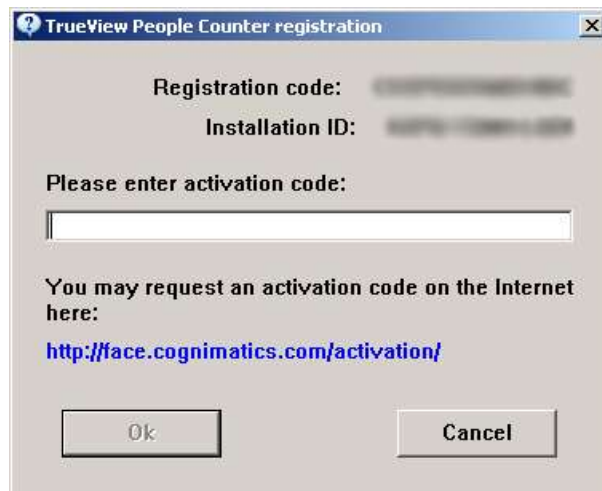 TrueView People Counter registration
Registration code:
Installation ID:
Please enter activation code:
You may request an activation code on the Internet
here:
http://face.cognimatics.com/activation/
Ok
Cancel